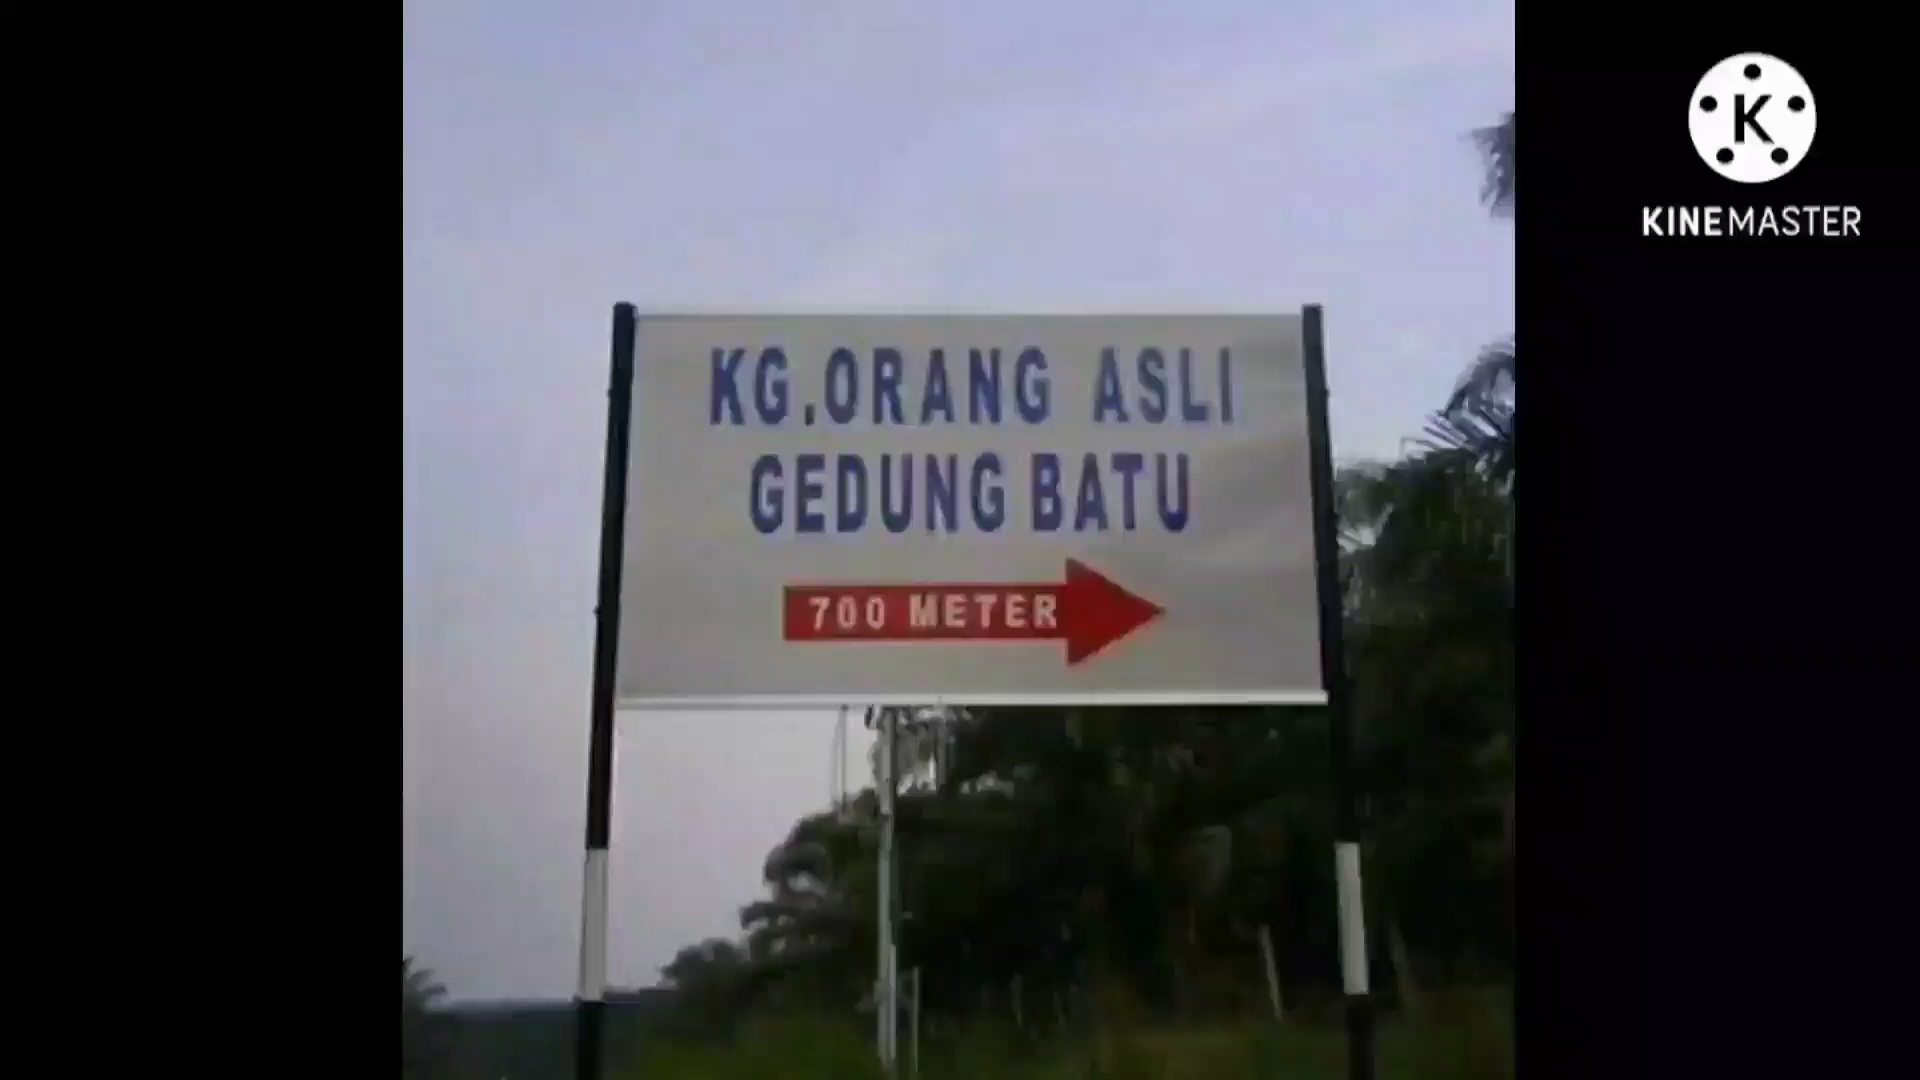 KG.ORANG ASLI
GEDUNG BATU
700 METER
K
KINEMASTER